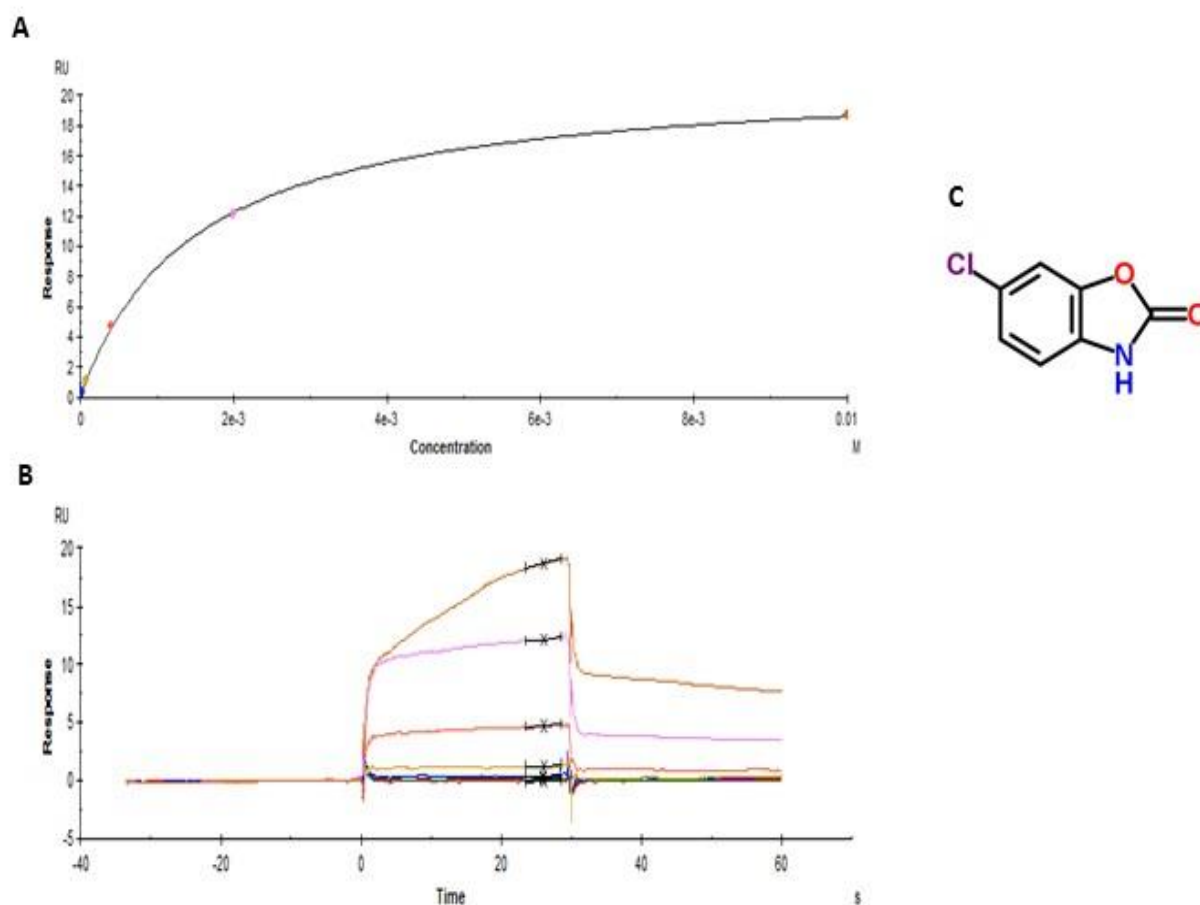 A
RU
20
18
16
14
12
10
8
6
4
2
0
Response
0 2e-3 4e-3 6e-3 8e-3 0.01
Concentration M
B
RU
20
15
10
5
0
-5
Response
-40 -20 0 20 40 60
Time s
C
Cl
O
O
N
H